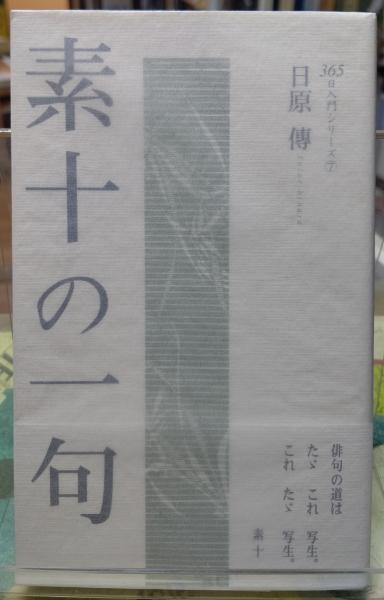 365日入門シリーズ⑦
日原 傳
素十の一句
俳句の道は
たゞ これ 写生。
これ たゞ 写生。
素十